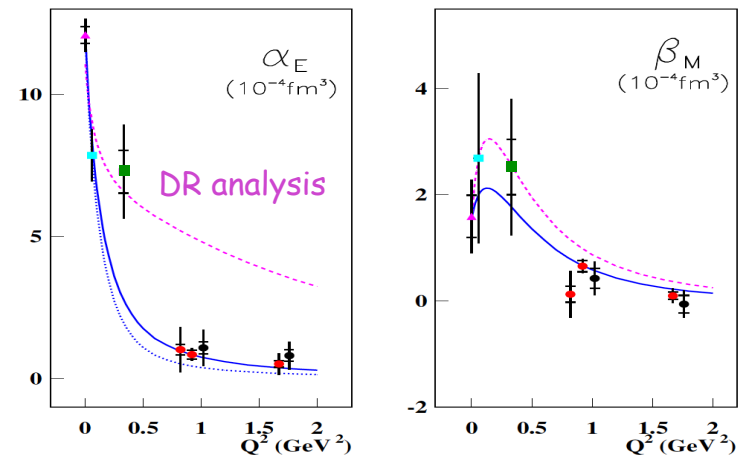 α_E
(10⁻⁴fm³)
10
5
0
DR analysis
0
0.5
1
1.5
2
Q² (GeV²)
β_M
(10⁻⁴fm³)
4
2
0
-2
0
0.5
1
1.5
2
Q² (GeV²)